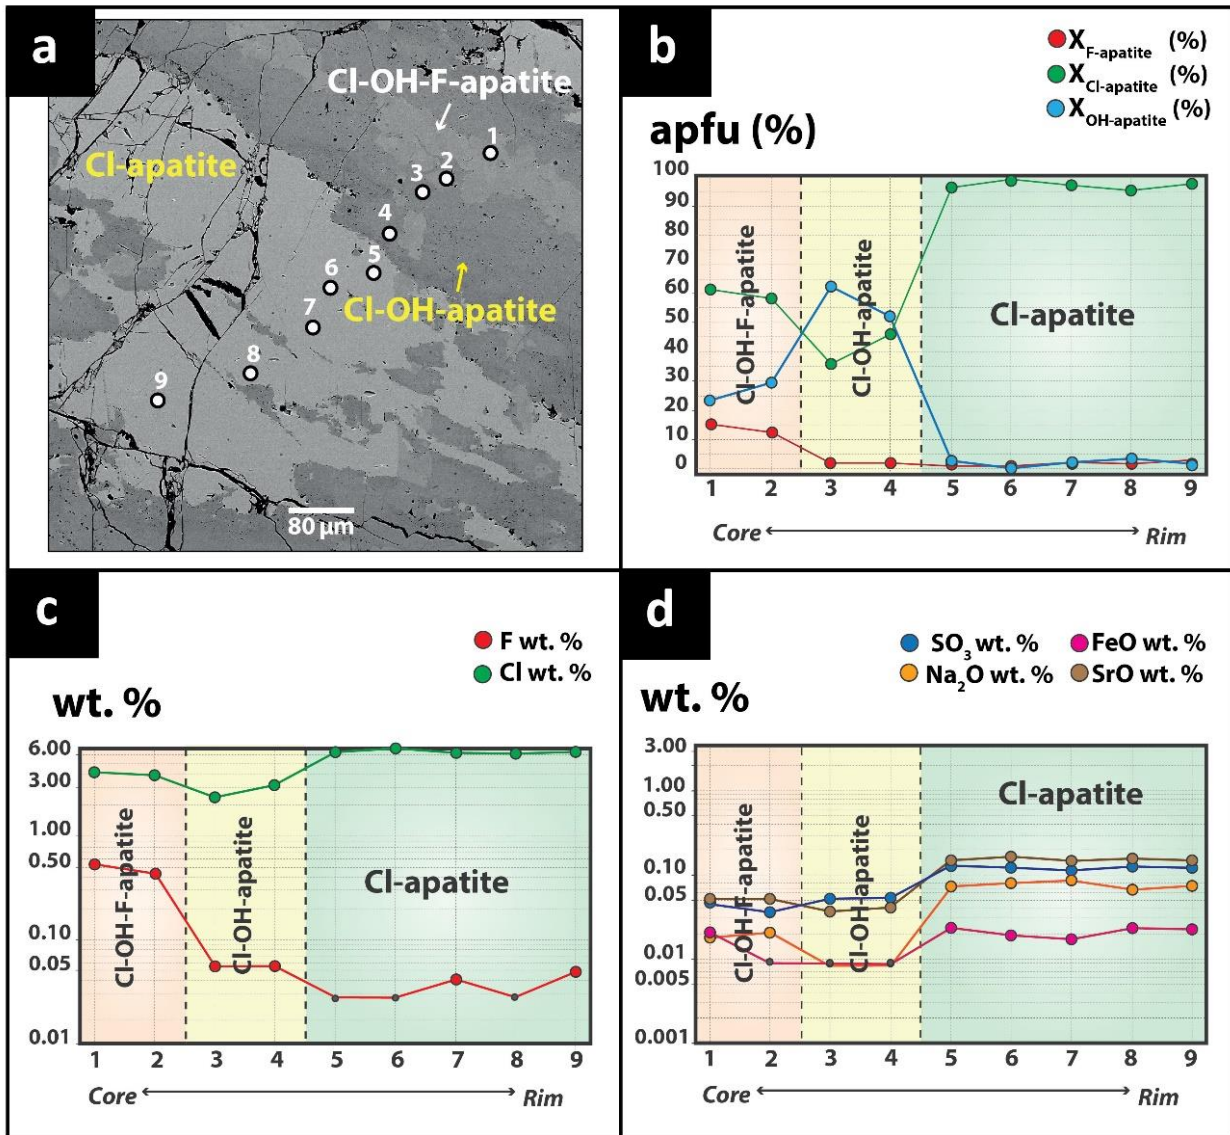 a
Cl-OH-F-apatite
Cl-apatite
1
2
3
4
5
6
Cl-OH-apatite
7
8
9
80 µm
b
X F-apatite (%)
X Cl-apatite (%)
X OH-apatite (%)
apfu (%)
100
90
80
70
60
50
40
30
20
10
0
Cl-OH-F-apatite
Cl-OH-apatite
Cl-apatite
1 2 3 4 5 6 7 8 9
Core Rim
c
F wt. %
Cl wt. %
wt. %
6.00
3.00
1.00
0.50
0.10
0.05
0.01
Cl-OH-F-apatite
Cl-OH-apatite
Cl-apatite
1 2 3 4 5 6 7 8 9
Core Rim
d
SO3 wt. % FeO wt. %
Na2O wt. % SrO wt. %
wt. %
3.00
1.00
0.50
0.10
0.05
0.01
0.005
0.001
Cl-OH-F-apatite
Cl-OH-apatite
Cl-apatite
1 2 3 4 5 6 7 8 9
Core Rim